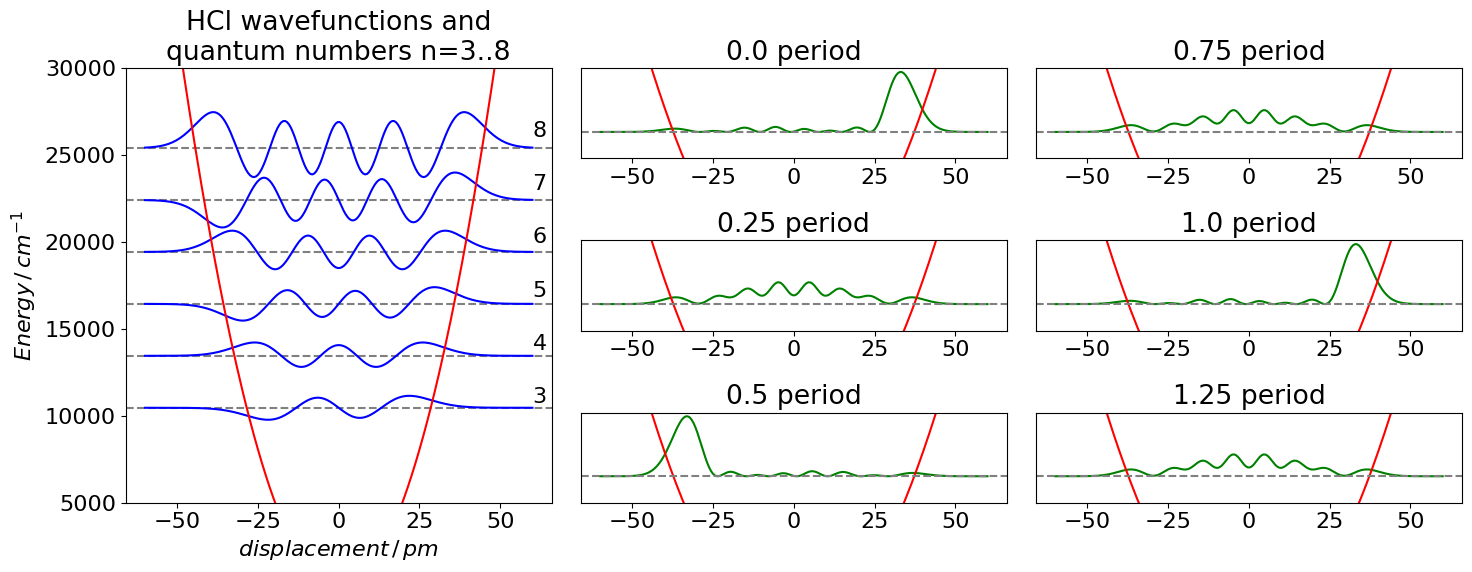 HCl wavefunctions and
quantum numbers n=3..8
30000
25000
20000
15000
10000
5000
Energy / cm⁻¹
8
7
6
5
4
3
−50 −25 0 25 50
displacement / pm
0.0 period
−50 −25 0 25 50
0.25 period
−50 −25 0 25 50
0.5 period
−50 −25 0 25 50
0.75 period
−50 −25 0 25 50
1.0 period
−50 −25 0 25 50
1.25 period
−50 −25 0 25 50